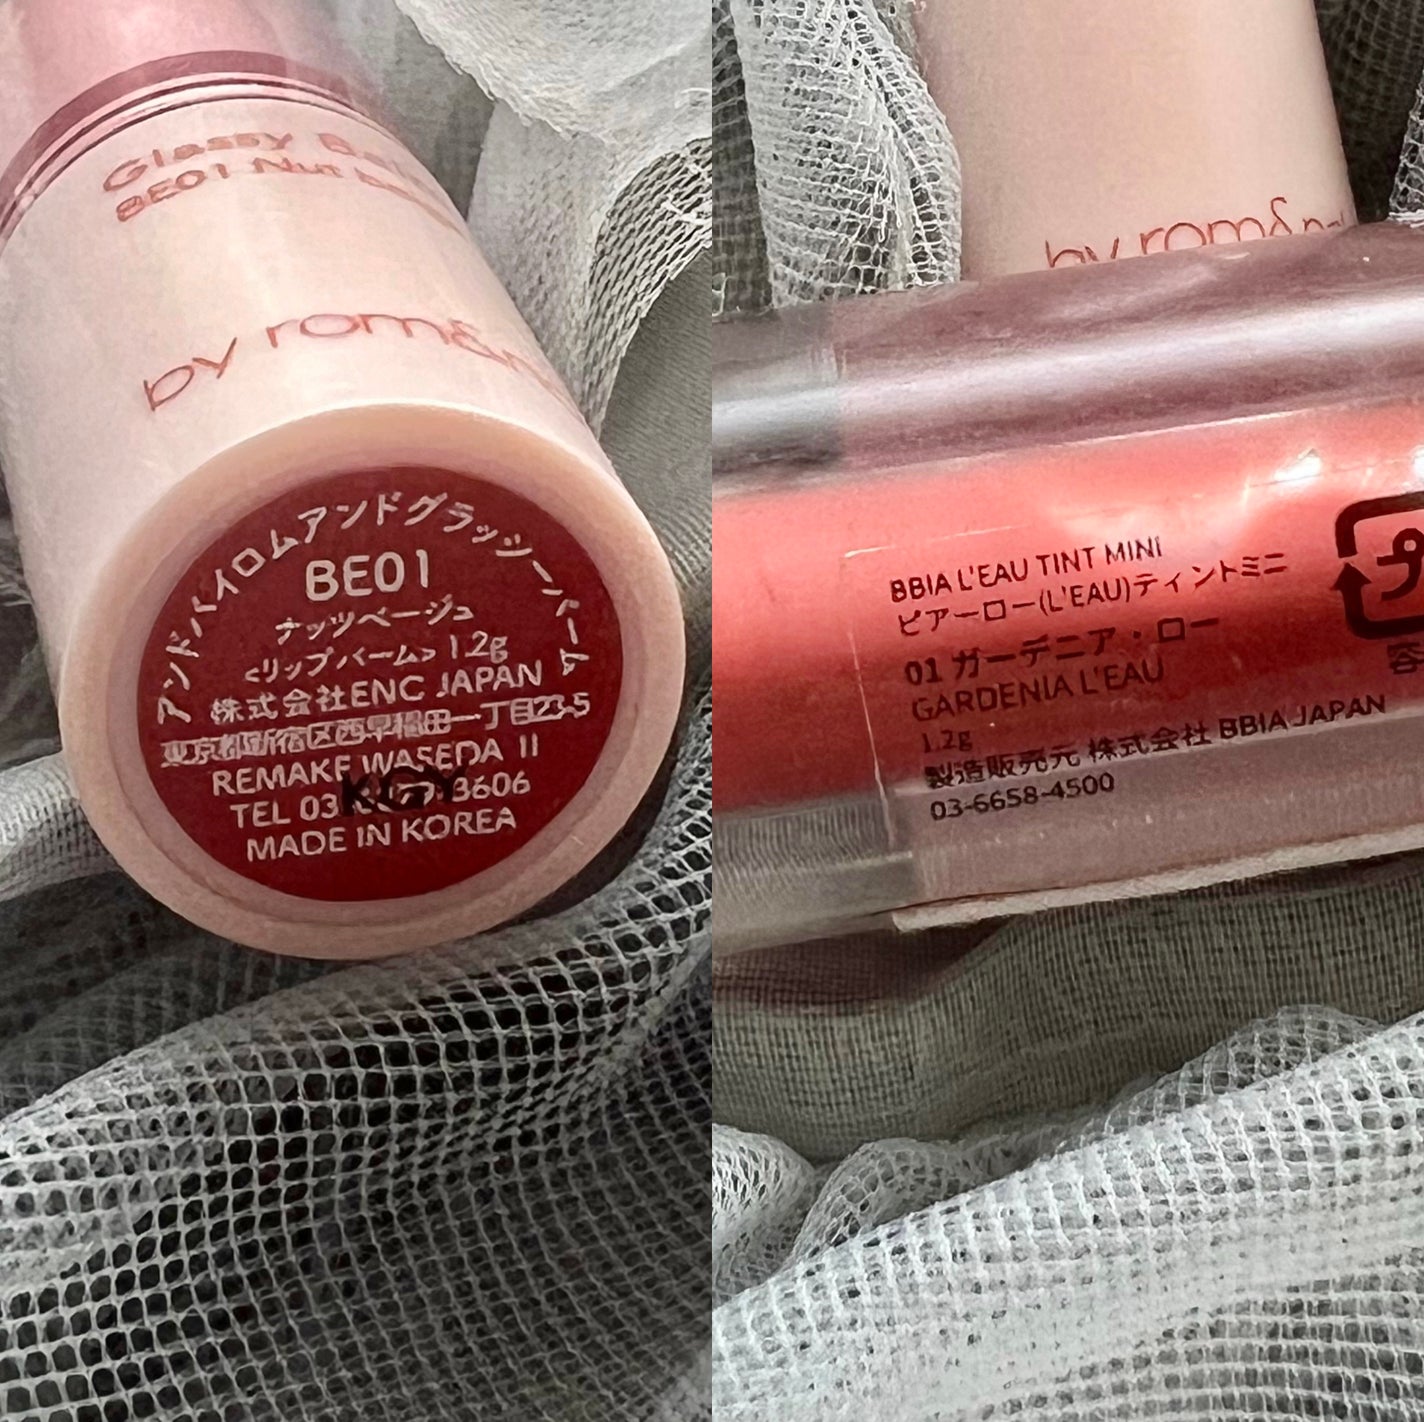 Glassy
BE01 Nut
by rom&n
アンドバイロムアンドグラッシーバーム
BE01
ナッツベージュ
<リップバーム> 1.2g
株式会社ENC JAPAN
東京都新宿区西早稲田一丁目23-5
REMAKE WASEDA II
TEL 03 3606
MADE IN KOREA
KGY
by rom&n
BBIA L'EAU TINT MINI
ピアーロー(L'EAU)ティントミニ
01 ガーデニア・ロー
GARDENIA L'EAU
1.2g
製造販売元 株式会社 BBIA JAPAN
03-6658-4500
プ
容